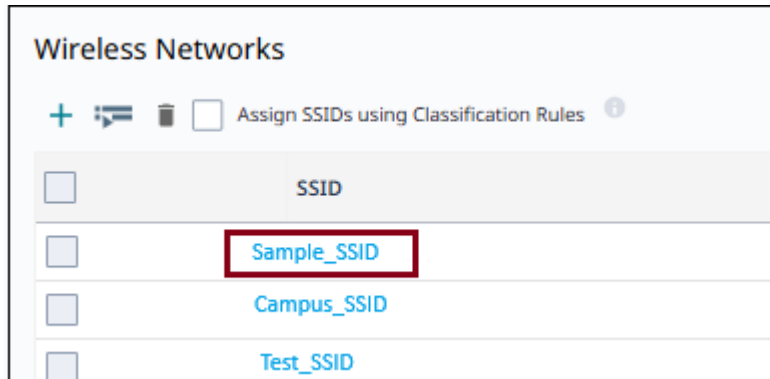 Wireless Networks
Assign SSIDs using Classification Rules
SSID
Sample_SSID
Campus_SSID
Test_SSID